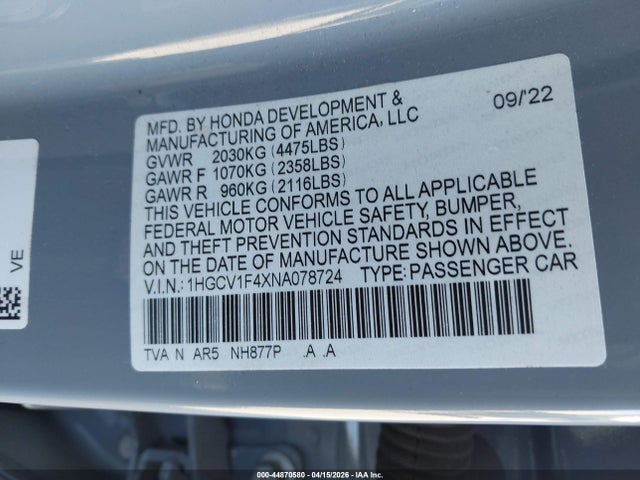 MFD. BY HONDA DEVELOPMENT & 09/'22
MANUFACTURING OF AMERICA, LLC
GVWR 2030KG (4475LBS)
GAWR F 1070KG (2358LBS)
GAWR R 960KG (2116LBS)
THIS VEHICLE CONFORMS TO ALL APPLICABLE
FEDERAL MOTOR VEHICLE SAFETY, BUMPER,
AND THEFT PREVENTION STANDARDS IN EFFECT
ON THE DATE OF MANUFACTURE SHOWN ABOVE.
V.I.N.: 1HGCV1F4XNA078724 TYPE: PASSENGER CAR
TVA N AR5 NH877P .A .A
VE
000-44870580 - 04/15/2026 - IAA Inc.